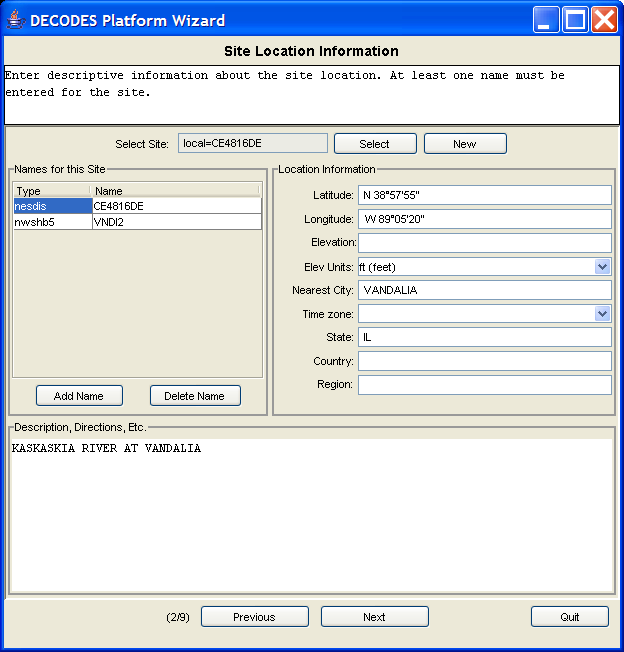 DECODES Platform Wizard
Site Location Information
Enter descriptive information about the site location. At least one name must be
entered for the site.
Select Site: local=CE4816DE Select New
Names for this Site
Type Name
nesdis CE4816DE
nwshb5 VNDI2
Add Name Delete Name
Location Information
Latitude: N 38°57'55"
Longitude: W 89°05'20"
Elevation:
Elev Units: ft (feet)
Nearest City: VANDALIA
Time zone:
State: IL
Country:
Region:
Description, Directions, Etc.
KASKASKIA RIVER AT VANDALIA
(2/9) Previous Next Quit